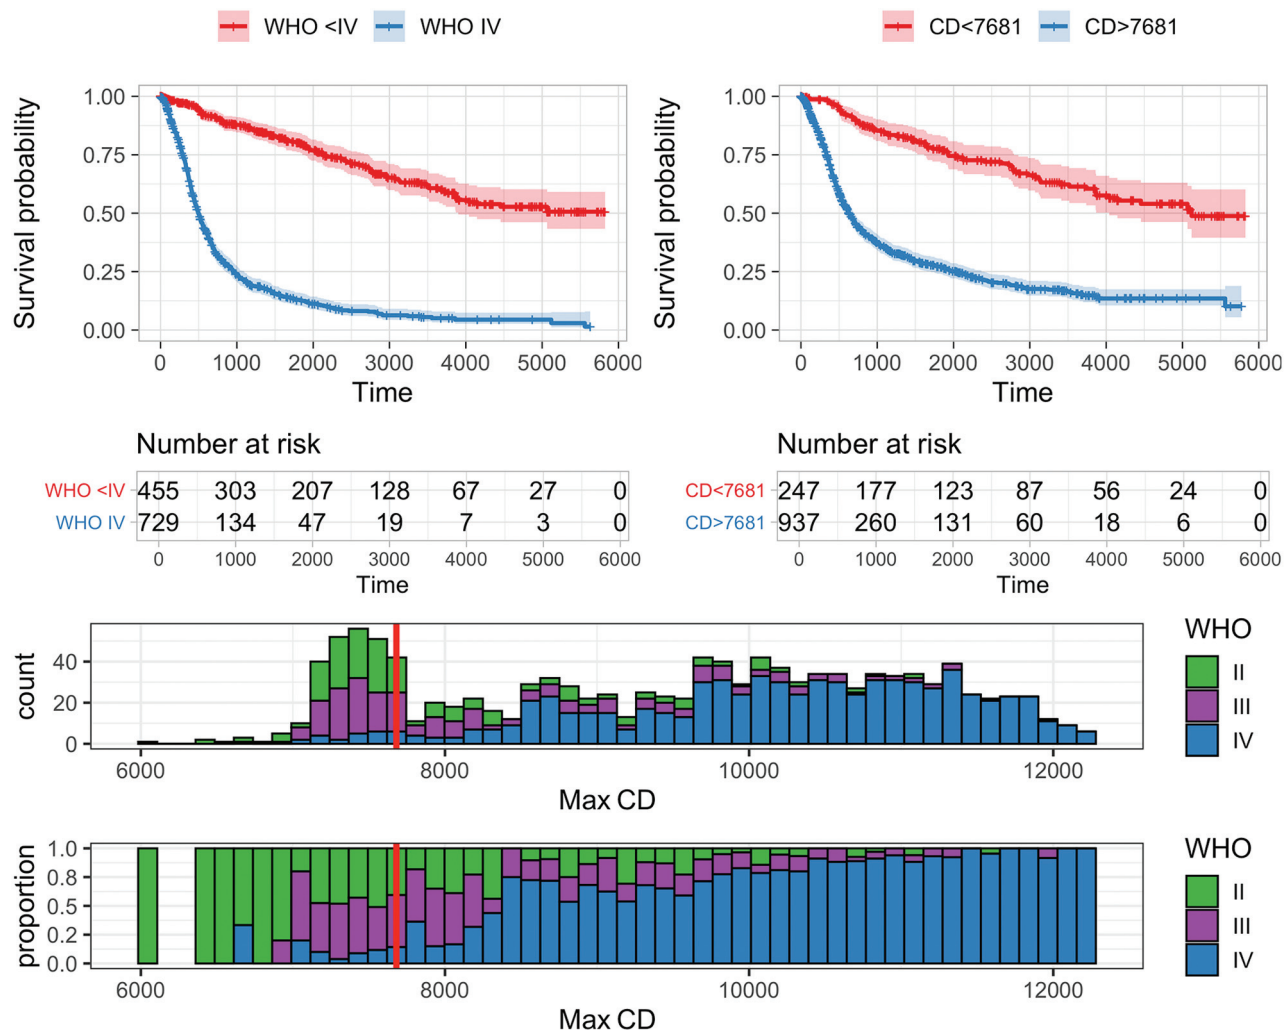 WHO <IV WHO IV
CD<7681 CD>7681
Survival probability
1.00
0.75
0.50
0.25
0.00
0 1000 2000 3000 4000 5000 6000
Time
Survival probability
1.00
0.75
0.50
0.25
0.00
0 1000 2000 3000 4000 5000 6000
Time
Number at risk
WHO <IV 455 303 207 128 67 27 0
WHO IV 729 134 47 19 7 3 0
0 1000 2000 3000 4000 5000 6000
Time
Number at risk
CD<7681 247 177 123 87 56 24 0
CD>7681 937 260 131 60 18 6 0
0 1000 2000 3000 4000 5000 6000
Time
count
40
20
0
6000 8000 10000 12000
Max CD
WHO
II
III
IV
proportion
1.0
0.8
0.5
0.2
0.0
6000 8000 10000 12000
Max CD
WHO
II
III
IV